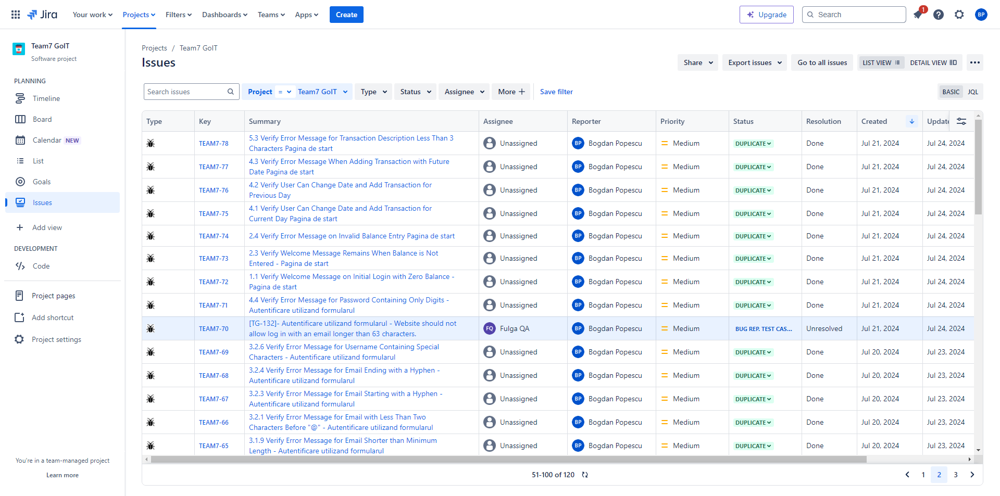 Jira
Your work
Projects
Filters
Dashboards
Teams
Apps
Create
Upgrade
Search
1
BP
Team7 GoIT
Software project
PLANNING
Timeline
Board
Calendar NEW
List
Goals
Issues
Add view
DEVELOPMENT
Code
Project pages
Add shortcut
Project settings
You're in a team-managed project
Learn more
Projects / Team7 GoIT
Issues
Share
Export issues
Go to all issues
LIST VIEW
DETAIL VIEW
Search issues
Project = Team7 GoIT
Type
Status
Assignee
More
Save filter
BASIC
JQL
Type Key Summary Assignee Reporter Priority Status Resolution Created Update
TEAM7-78 5.3 Verify Error Message for Transaction Description Less Than 3 Unassigned BP Bogdan Popescu Medium DUPLICATE Done Jul 21, 2024 Jul 24, 2024
Characters Pagina de start
TEAM7-77 4.3 Verify Error Message When Adding Transaction with Future Unassigned BP Bogdan Popescu Medium DUPLICATE Done Jul 21, 2024 Jul 24, 2024
Date Pagina de start
TEAM7-76 4.2 Verify User Can Change Date and Add Transaction for Unassigned BP Bogdan Popescu Medium DUPLICATE Done Jul 21, 2024 Jul 24, 2024
Previous Day
TEAM7-75 4.1 Verify User Can Change Date and Add Transaction for Unassigned BP Bogdan Popescu Medium DUPLICATE Done Jul 21, 2024 Jul 24, 2024
Current Day Pagina de start
TEAM7-74 2.4 Verify Error Message on Invalid Balance Entry Pagina de start Unassigned BP Bogdan Popescu Medium DUPLICATE Done Jul 21, 2024 Jul 24, 2024
TEAM7-73 2.3 Verify Welcome Message Remains When Balance is Not Unassigned BP Bogdan Popescu Medium DUPLICATE Done Jul 21, 2024 Jul 24, 2024
Entered - Pagina de start
TEAM7-72 1.1 Verify Welcome Message on Initial Login with Zero Balance - Unassigned BP Bogdan Popescu Medium DUPLICATE Done Jul 21, 2024 Jul 24, 2024
Pagina de start
TEAM7-71 4.4 Verify Error Message for Password Containing Only Digits - Unassigned BP Bogdan Popescu Medium DUPLICATE Done Jul 21, 2024 Jul 24, 2024
Autentificare utilizand formularul
TEAM7-70 [TG-132]- Autentificare utilizand formularul - Website should not FQ Fulga QA BP Bogdan Popescu Medium BUG REP. TEST CAS... Unresolved Jul 21, 2024 Jul 24, 2024
allow log in with an email longer than 63 characters.
TEAM7-69 3.2.6 Verify Error Message for Username Containing Special Unassigned BP Bogdan Popescu Medium DUPLICATE Done Jul 20, 2024 Jul 23, 2024
Characters - Autentificare utilizand formularul
TEAM7-68 3.2.4 Verify Error Message for Email Ending with a Hyphen - Unassigned BP Bogdan Popescu Medium DUPLICATE Done Jul 20, 2024 Jul 23, 2024
Autentificare utilizand formularul
TEAM7-67 3.2.3 Verify Error Message for Email Starting with a Hyphen - Unassigned BP Bogdan Popescu Medium DUPLICATE Done Jul 20, 2024 Jul 23, 2024
Autentificare utilizand formularul
TEAM7-66 3.2.1 Verify Error Message for Email with Less Than Two Unassigned BP Bogdan Popescu Medium DUPLICATE Done Jul 20, 2024 Jul 23, 2024
Characters Before "@" - Autentificare utilizand formularul
TEAM7-65 3.1.9 Verify Error Message for Email Shorter than Minimum Unassigned BP Bogdan Popescu Medium DUPLICATE Done Jul 20, 2024 Jul 23, 2024
Length - Autentificare utilizand formularul
51-100 of 120
1 2 3